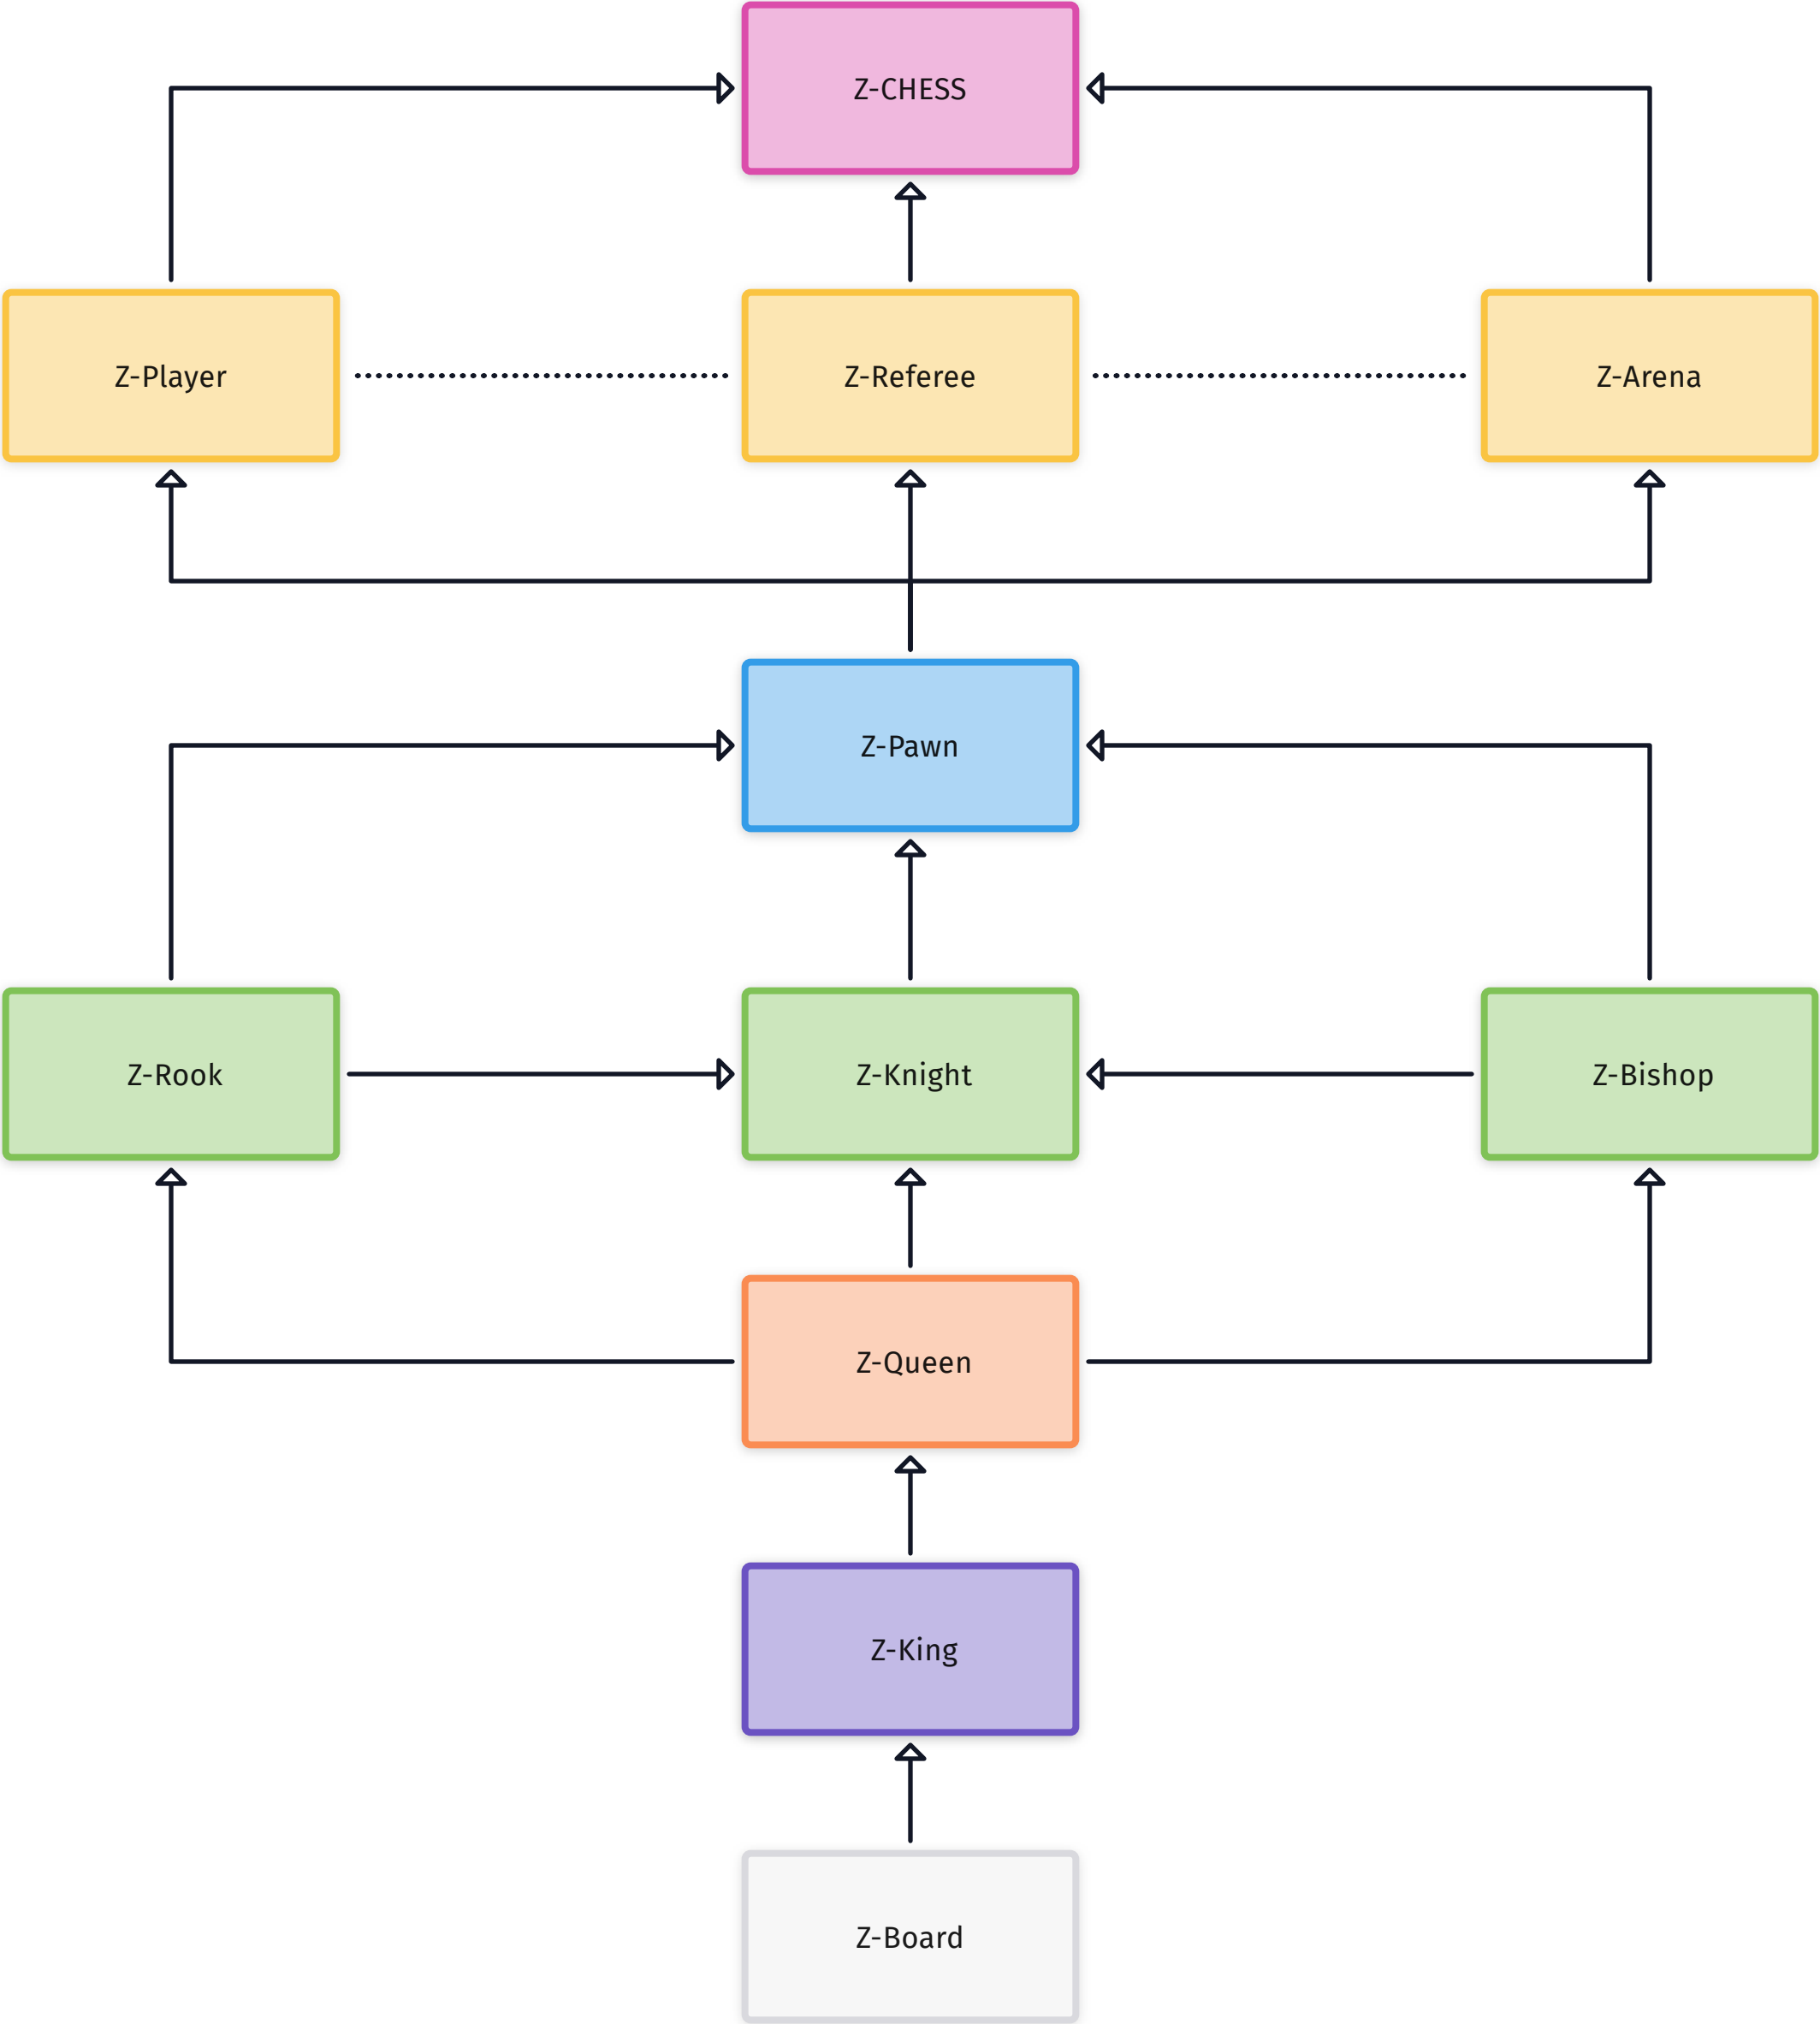 Z-CHESS
Z-Player
Z-Referee
Z-Arena
Z-Pawn
Z-Rook
Z-Knight
Z-Bishop
Z-Queen
Z-King
Z-Board